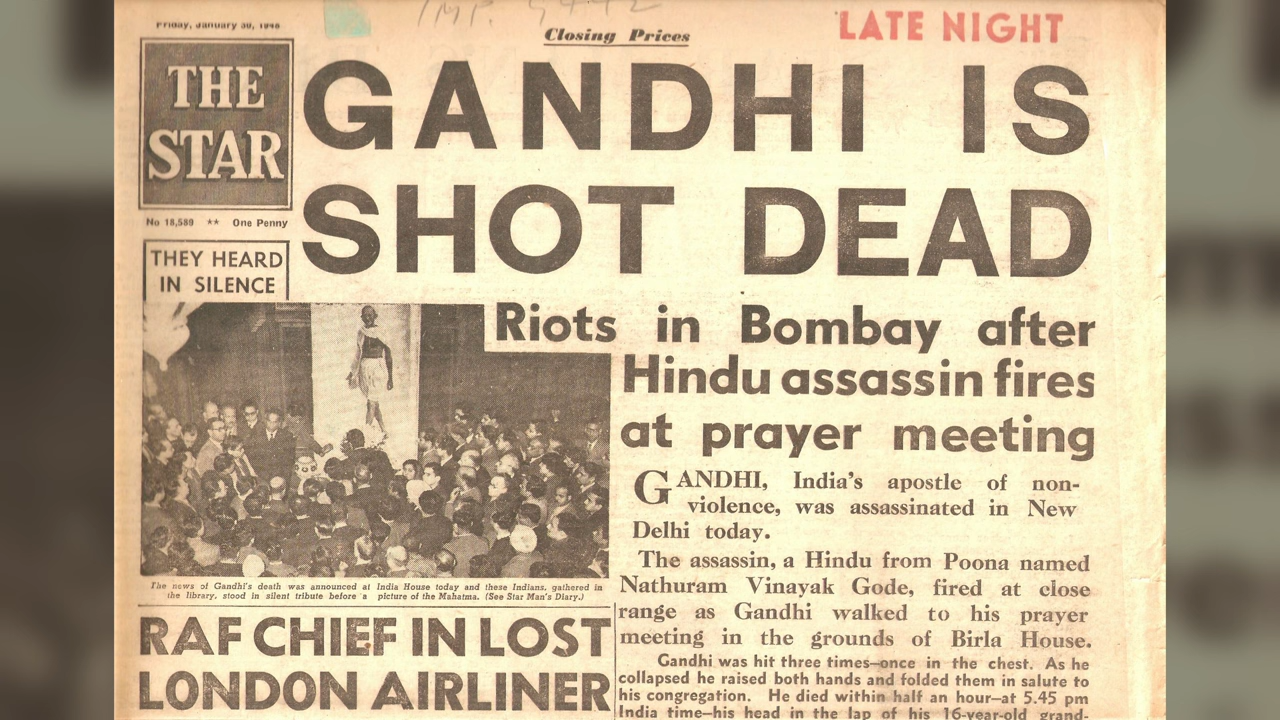 Friday, January 30, 1948
Closing Prices
LATE NIGHT
THE
STAR
No 18,589 ** One Penny
GANDHI IS
SHOT DEAD
THEY HEARD
IN SILENCE
Riots in Bombay after
Hindu assassin fires
at prayer meeting
GANDHI, India's apostle of non-
violence, was assassinated in New
Delhi today.
The assassin, a Hindu from Poona named
Nathuram Vinayak Gode, fired at close
range as Gandhi walked to his prayer
meeting in the grounds of Birla House.
Gandhi was hit three times—once in the chest. As he
collapsed he raised both hands and folded them in salute to
his congregation. He died within half an hour—at 5.45 pm
India time—his head in the lap of his 16-year-old grand-
The news of Gandhi's death was announced at India House today and these Indians, gathered in
the library, stood in silent tribute before a picture of the Mahatma. (See Star Man's Diary.)
RAF CHIEF IN LOST
LONDON AIRLINER